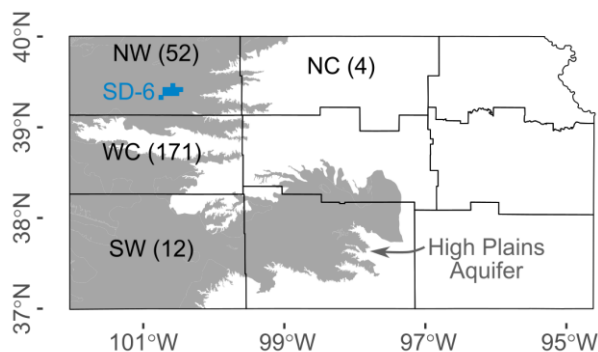 40°N
NW (52)
NC (4)
SD-6
39°N
WC (171)
38°N
SW (12)
High Plains
Aquifer
37°N
101°W
99°W
97°W
95°W